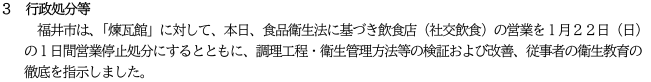 ３　行政処分等
福井市は、「煉瓦館」に対して、本日、食品衛生法に基づき飲食店（社交飲食）の営業を１月２２日（日）
の１日間営業停止処分にするとともに、調理工程・衛生管理方法等の検証および改善、従事者の衛生教育の
徹底を指示しました。